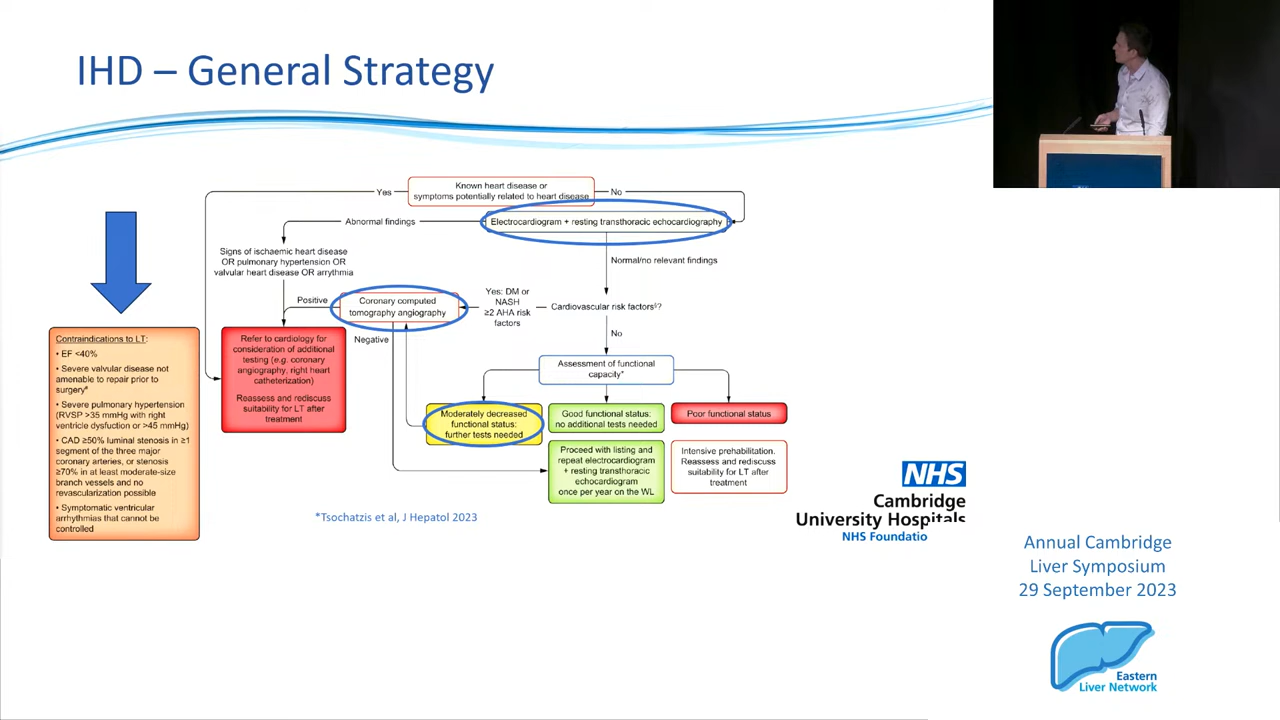 IHD – General Strategy
Known heart disease or
symptoms potentially related to heart disease
Yes
No
Electrocardiogram + resting transthoracic echocardiography
Abnormal findings
Signs of ischaemic heart disease
OR pulmonary hypertension OR
valvular heart disease OR arrythmia
Normal/no relevant findings
Cardiovascular risk factors§?
Yes: DM or
NASH
≥2 AHA risk
factors
Coronary computed
tomography angiography
Positive
Negative
No
Assessment of functional
capacity*
Contraindications to LT:
• EF <40%
• Severe valvular disease not
amenable to repair prior to
surgery#
• Severe pulmonary hypertension
(RVSP >35 mmHg with right
ventricle dysfuction or >45 mmHg)
• CAD ≥50% luminal stenosis in ≥1
segment of the three major
coronary arteries, or stenosis
≥70% in at least moderate-size
branch vessels and no
revascularization possible
• Symptomatic ventricular
arrhythmias that cannot be
controlled
Refer to cardiology for
consideration of additional
testing (e.g. coronary
angiography, right heart
catheterization)
Reassess and rediscuss
suitability for LT after
treatment
Moderately decreased
functional status:
further tests needed
Good functional status:
no additional tests needed
Poor functional status
Proceed with listing and
repeat electrocardiogram
+ resting transthoracic
echocardiogram
once per year on the WL
Intensive prehabilitation.
Reassess and rediscuss
suitability for LT after
treatment
*Tsochatzis et al, J Hepatol 2023
NHS
Cambridge
University Hospitals
NHS Foundatio
Annual Cambridge
Liver Symposium
29 September 2023
Eastern
Liver Network